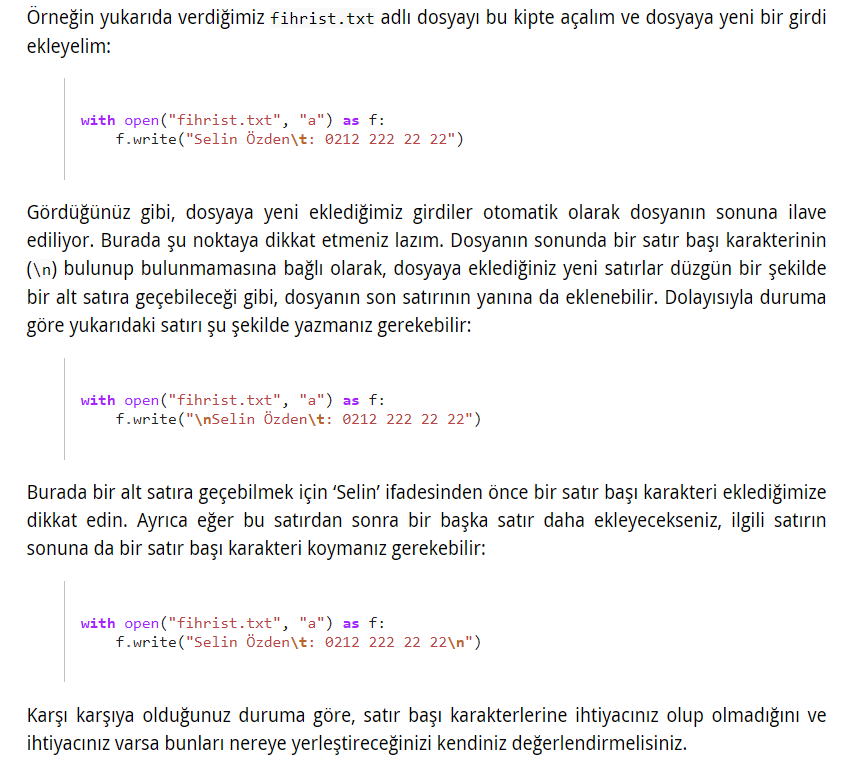 Örneğin yukarıda verdiğimiz fihrist.txt adlı dosyayı bu kipte açalım ve dosyaya yeni bir girdi
ekleyelim:
with open("fihrist.txt", "a") as f:
    f.write("Selin Özden\t: 0212 222 22 22")
Gördüğünüz gibi, dosyaya yeni eklediğimiz girdiler otomatik olarak dosyanın sonuna ilave
ediliyor. Burada şu noktaya dikkat etmeniz lazım. Dosyanın sonunda bir satır başı karakterinin
(\n) bulunup bulunmamasına bağlı olarak, dosyaya eklediğiniz yeni satırlar düzgün bir şekilde
bir alt satıra geçebileceği gibi, dosyanın son satırının yanına da eklenebilir. Dolayısıyla duruma
göre yukarıdaki satırı şu şekilde yazmanız gerekebilir:
with open("fihrist.txt", "a") as f:
    f.write("\nSelin Özden\t: 0212 222 22 22")
Burada bir alt satıra geçebilmek için ‘Selin’ ifadesinden önce bir satır başı karakteri eklediğimize
dikkat edin. Ayrıca eğer bu satırdan sonra bir başka satır daha ekleyecekseniz, ilgili satırın
sonuna da bir satır başı karakteri koymanız gerekebilir:
with open("fihrist.txt", "a") as f:
    f.write("Selin Özden\t: 0212 222 22 22\n")
Karşı karşıya olduğunuz duruma göre, satır başı karakterlerine ihtiyacınız olup olmadığını ve
ihtiyacınız varsa bunları nereye yerleştireceğinizi kendiniz değerlendirmelisiniz.